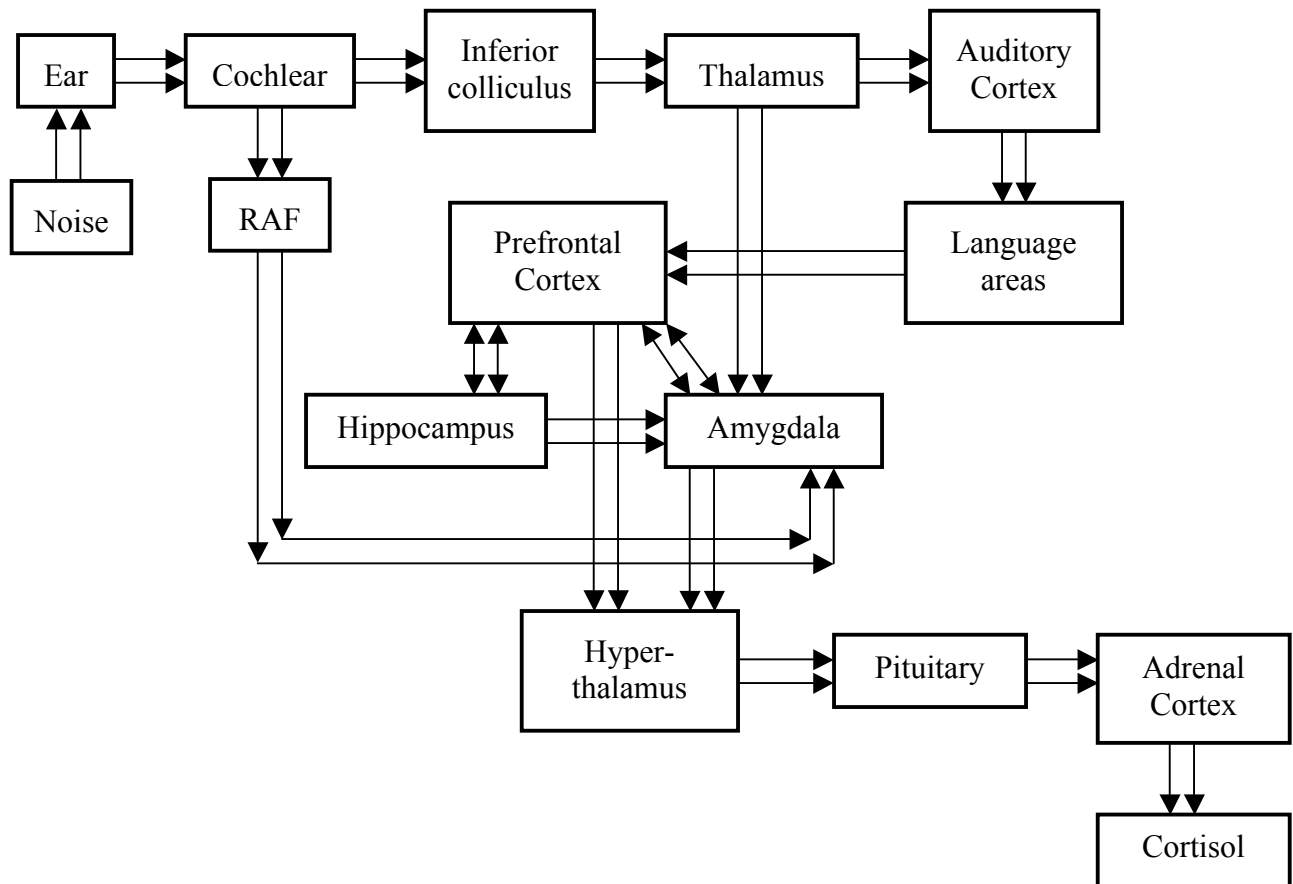 Ear
Cochlear
Inferior
colliculus
Thalamus
Auditory
Cortex
Noise
RAF
Prefrontal
Cortex
Language
areas
Hippocampus
Amygdala
Hyper-
thalamus
Pituitary
Adrenal
Cortex
Cortisol